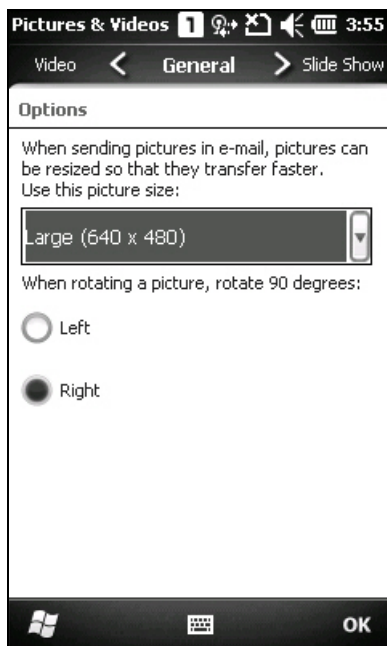 Pictures & Videos 1 3:55
Video General Slide Show
Options
When sending pictures in e-mail, pictures can
be resized so that they transfer faster.
Use this picture size:
Large (640 x 480)
When rotating a picture, rotate 90 degrees:
Left
Right
OK